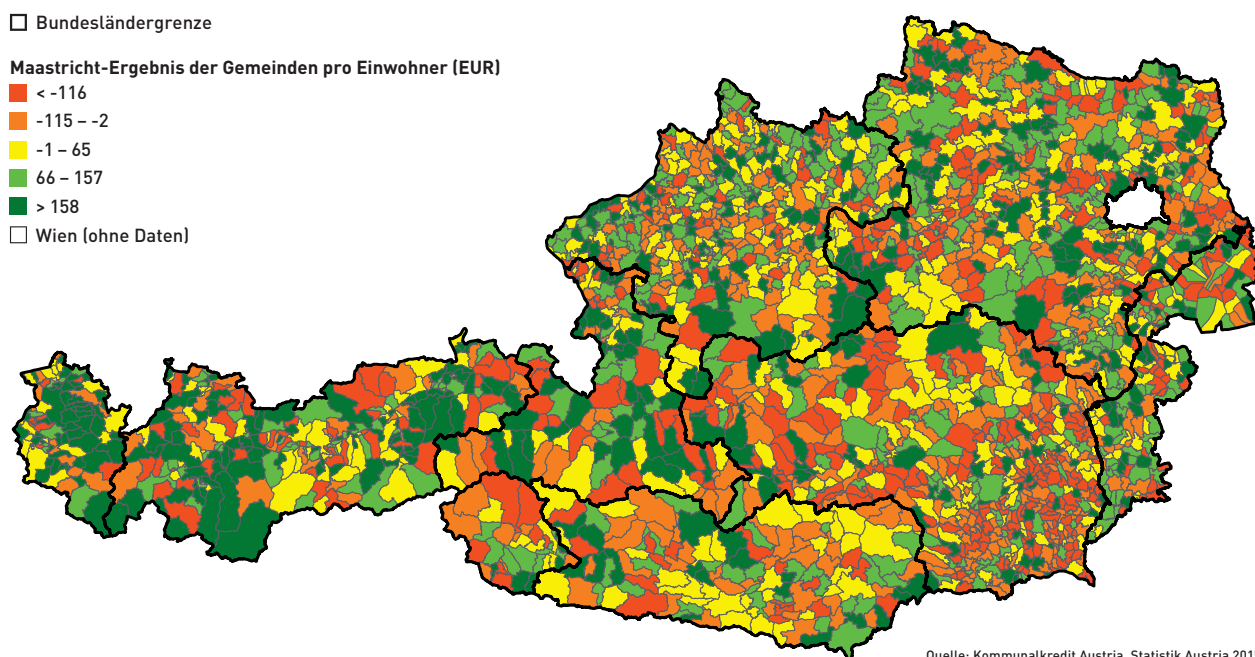 Bundesländergrenze
Maastricht-Ergebnis der Gemeinden pro Einwohner (EUR)
< -116
-115 – -2
-1 – 65
66 – 157
> 158
Wien (ohne Daten)
Quelle: Kommunalkredit Austria, Statistik Austria